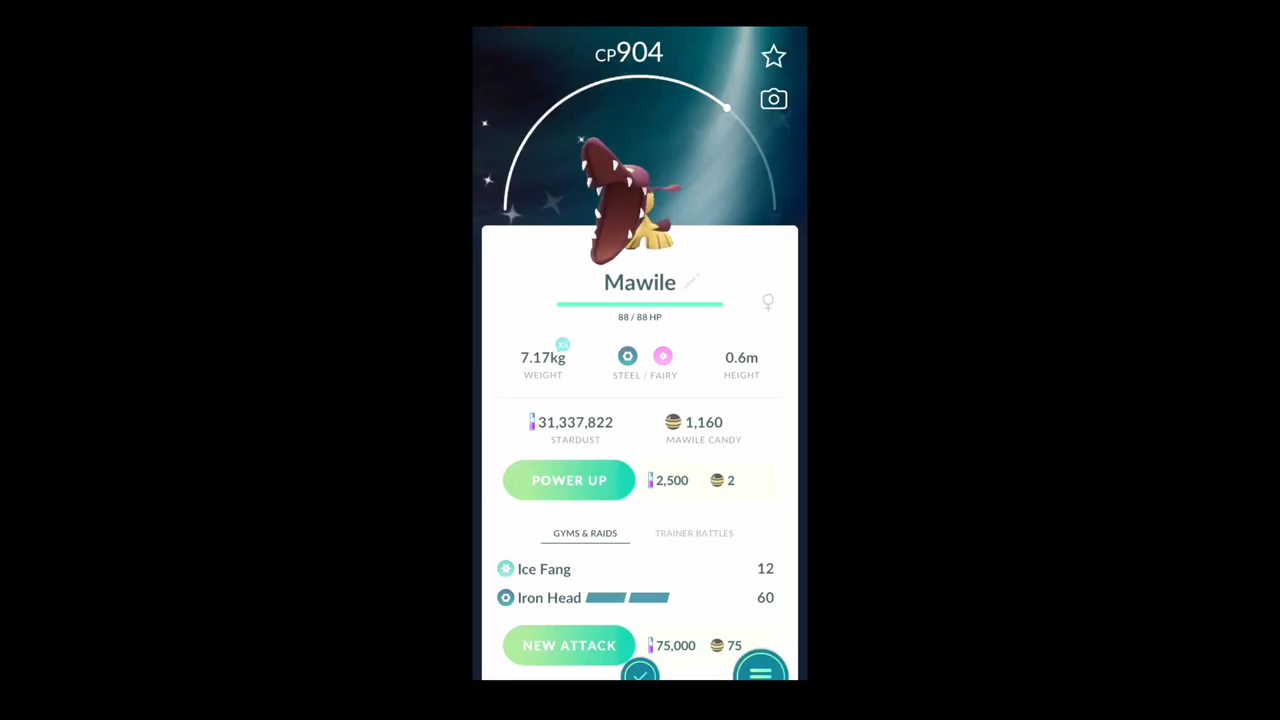 CP904
Mawile
88 / 88 HP
XS
7.17kg
WEIGHT
STEEL / FAIRY
0.6m
HEIGHT
31,337,822
STARDUST
1,160
MAWILE CANDY
POWER UP
2,500
2
GYMS & RAIDS
TRAINER BATTLES
Ice Fang
12
Iron Head
60
NEW ATTACK
75,000
75